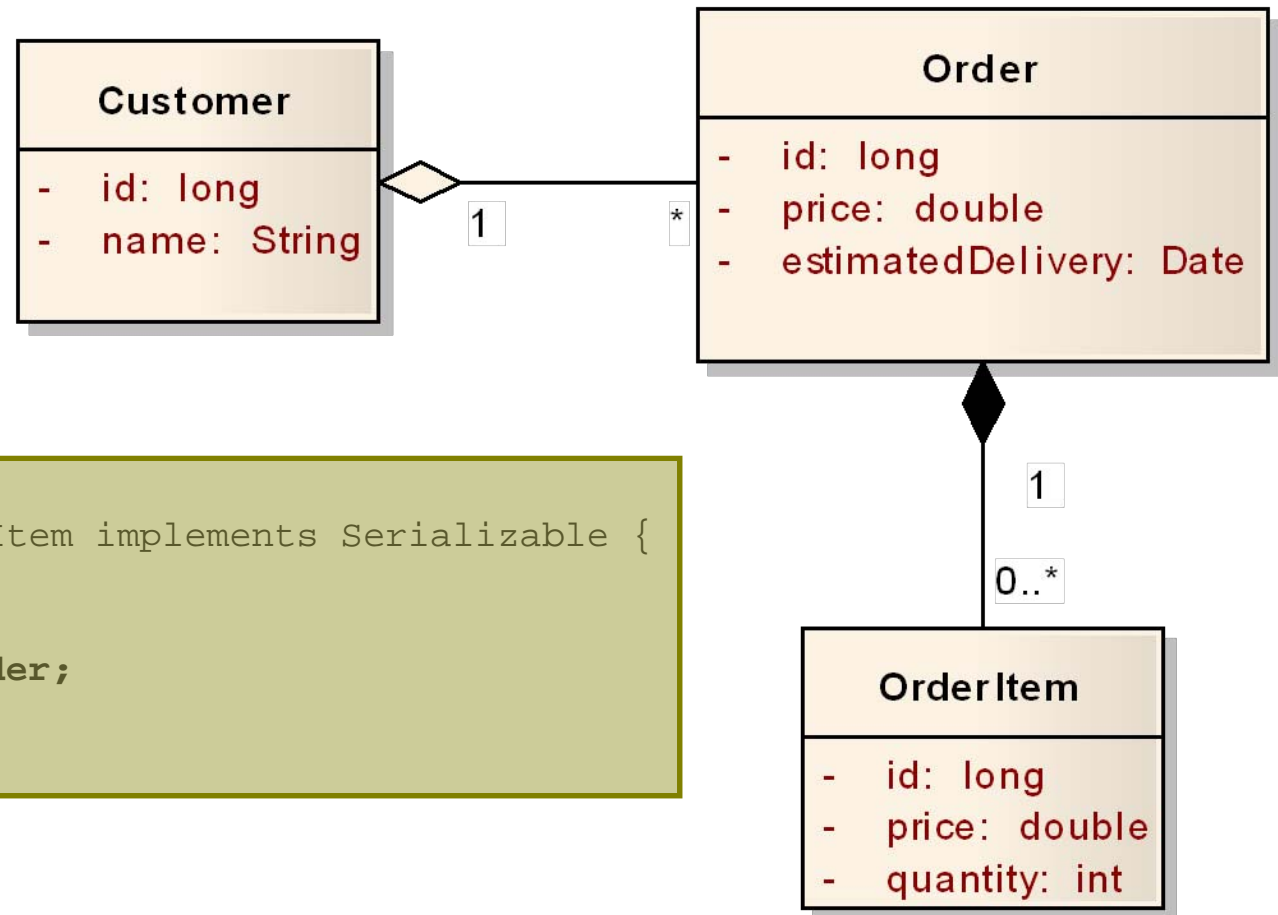 Customer
- id: long
- name: String
1
*
Order
- id: long
- price: double
- estimatedDelivery: Date
1
0..*
Item implements Serializable {
der;
OrderItem
- id: long
- price: double
- quantity: int